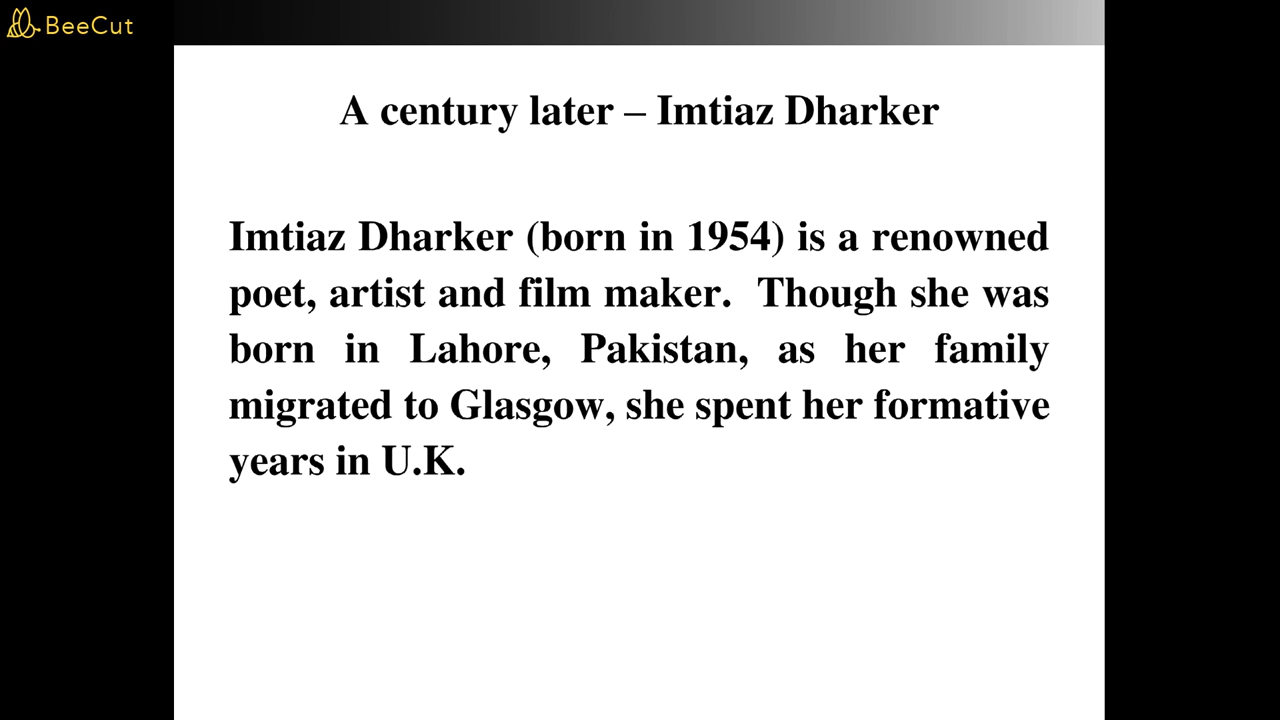 BeeCut
A century later – Imtiaz Dharker
Imtiaz Dharker (born in 1954) is a renowned
poet, artist and film maker.  Though she was
born in Lahore, Pakistan, as her family
migrated to Glasgow, she spent her formative
years in U.K.